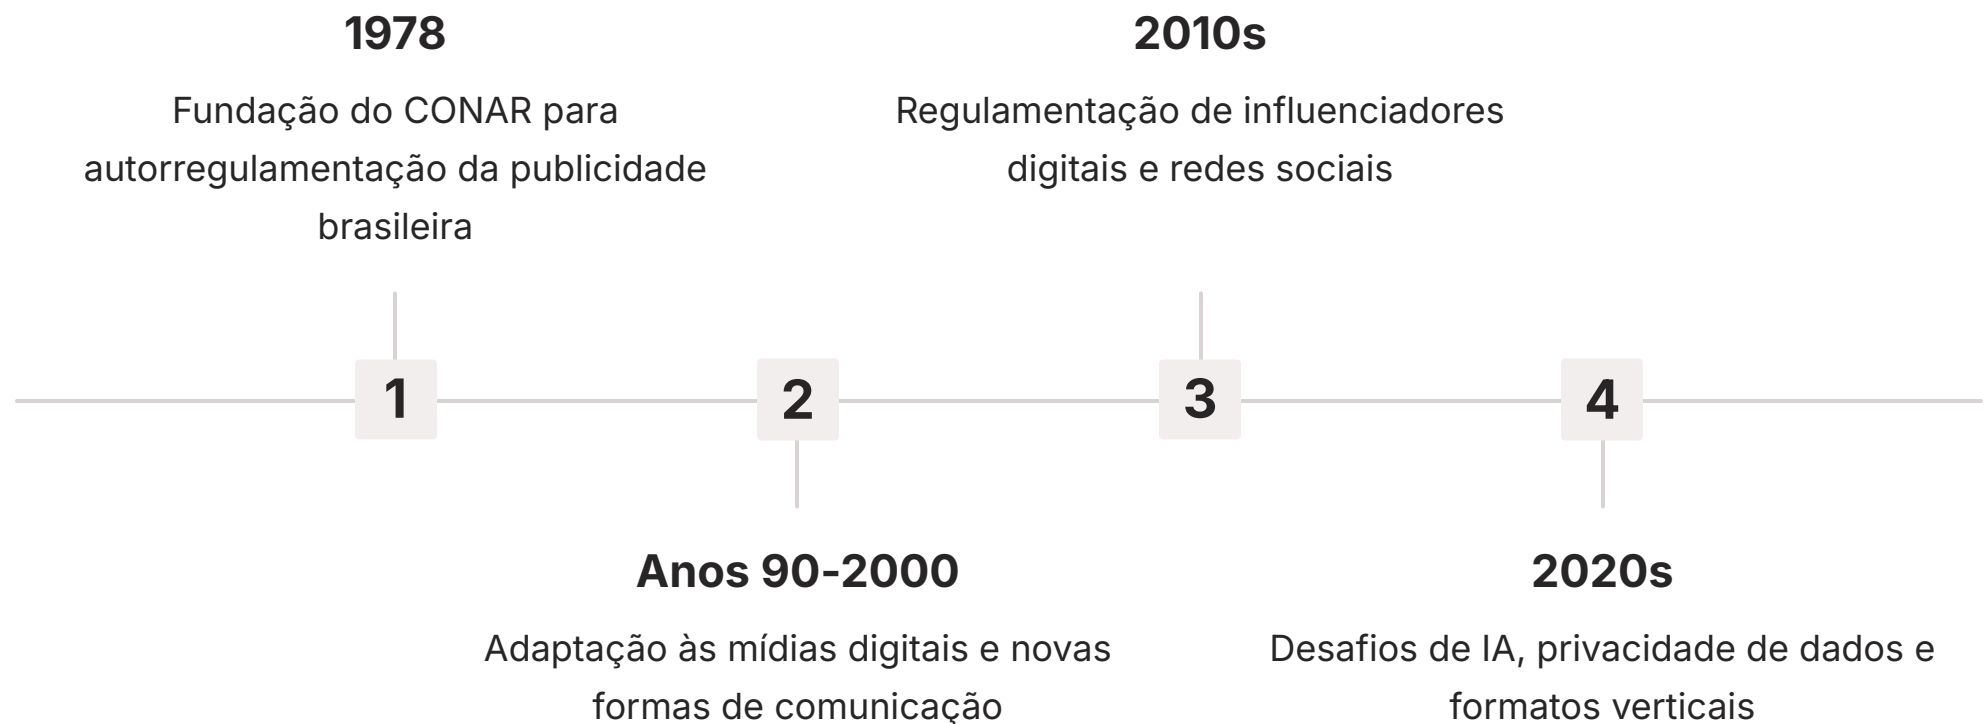 1978
Fundação do CONAR para
autorregulamentação da publicidade
brasileira
2010s
Regulamentação de influenciadores
digitais e redes sociais
1
2
3
4
Anos 90-2000
Adaptação às mídias digitais e novas
formas de comunicação
2020s
Desafios de IA, privacidade de dados e
formatos verticais